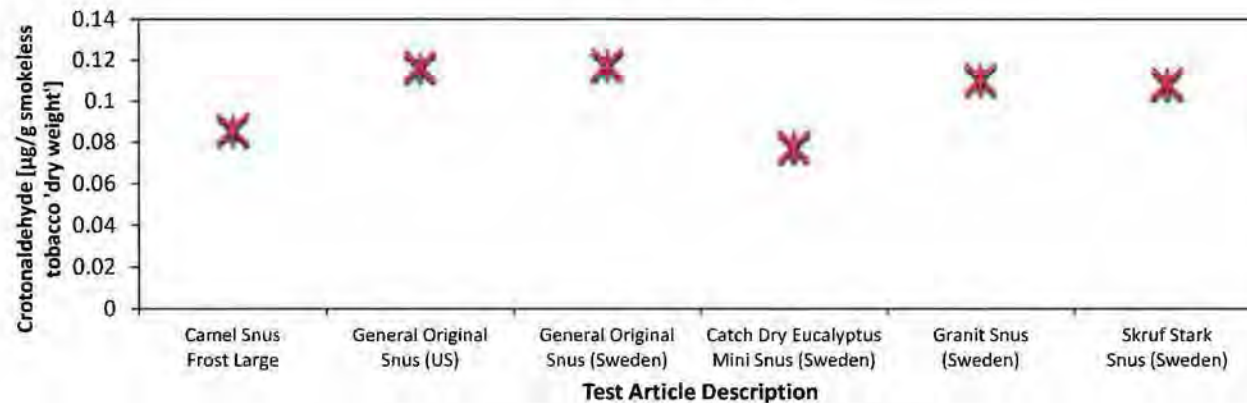 Crotonaldehyde [µg/g smokeless
tobacco 'dry weight']
0.14
0.12
0.1
0.08
0.06
0.04
0.02
0
Camel Snus
Frost Large
General Original
Snus (US)
General Original
Snus (Sweden)
Catch Dry Eucalyptus
Mini Snus (Sweden)
Granit Snus
(Sweden)
Skruf Stark
Snus (Sweden)
Test Article Description